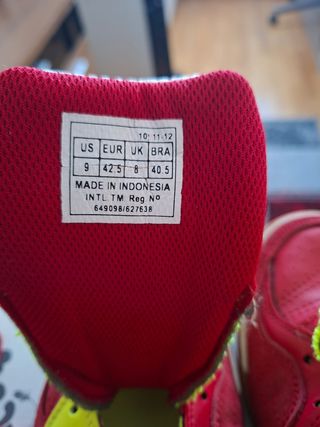 10' 11-12
US EUR UK BRA
9 42.5 8 40.5
MADE IN INDONESIA
INTL.TM Reg Nº
649098/627638